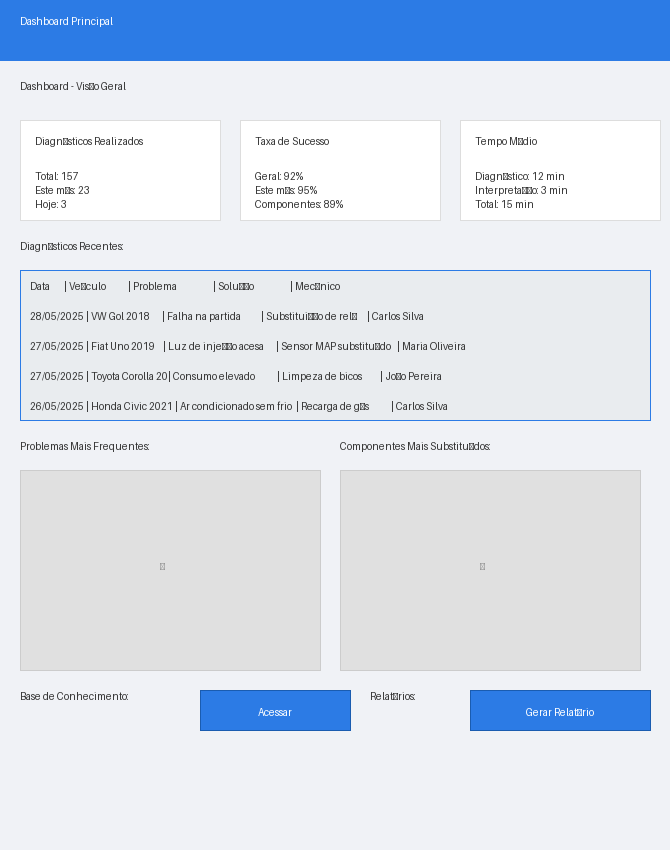 Dashboard Principal
Dashboard - Vis□o Geral
Diagn□sticos Realizados
Total: 157
Este m□s: 23
Hoje: 3
Taxa de Sucesso
Geral: 92%
Este m□s: 95%
Componentes: 89%
Tempo M□dio
Diagn□stico: 12 min
Interpreta□□o: 3 min
Total: 15 min
Diagn□sticos Recentes:
Data | Ve□culo | Problema | Solu□□o | Mec□nico
28/05/2025 | VW Gol 2018 | Falha na partida | Substitui□□o de rel□ | Carlos Silva
27/05/2025 | Fiat Uno 2019 | Luz de inje□□o acesa | Sensor MAP substitu□do | Maria Oliveira
27/05/2025 | Toyota Corolla 20| Consumo elevado | Limpeza de bicos | Jo□o Pereira
26/05/2025 | Honda Civic 2021 | Ar condicionado sem frio | Recarga de g□s | Carlos Silva
Problemas Mais Frequentes:
Componentes Mais Substitu□dos:
□
□
Base de Conhecimento:
Acessar
Relat□rios:
Gerar Relat□rio